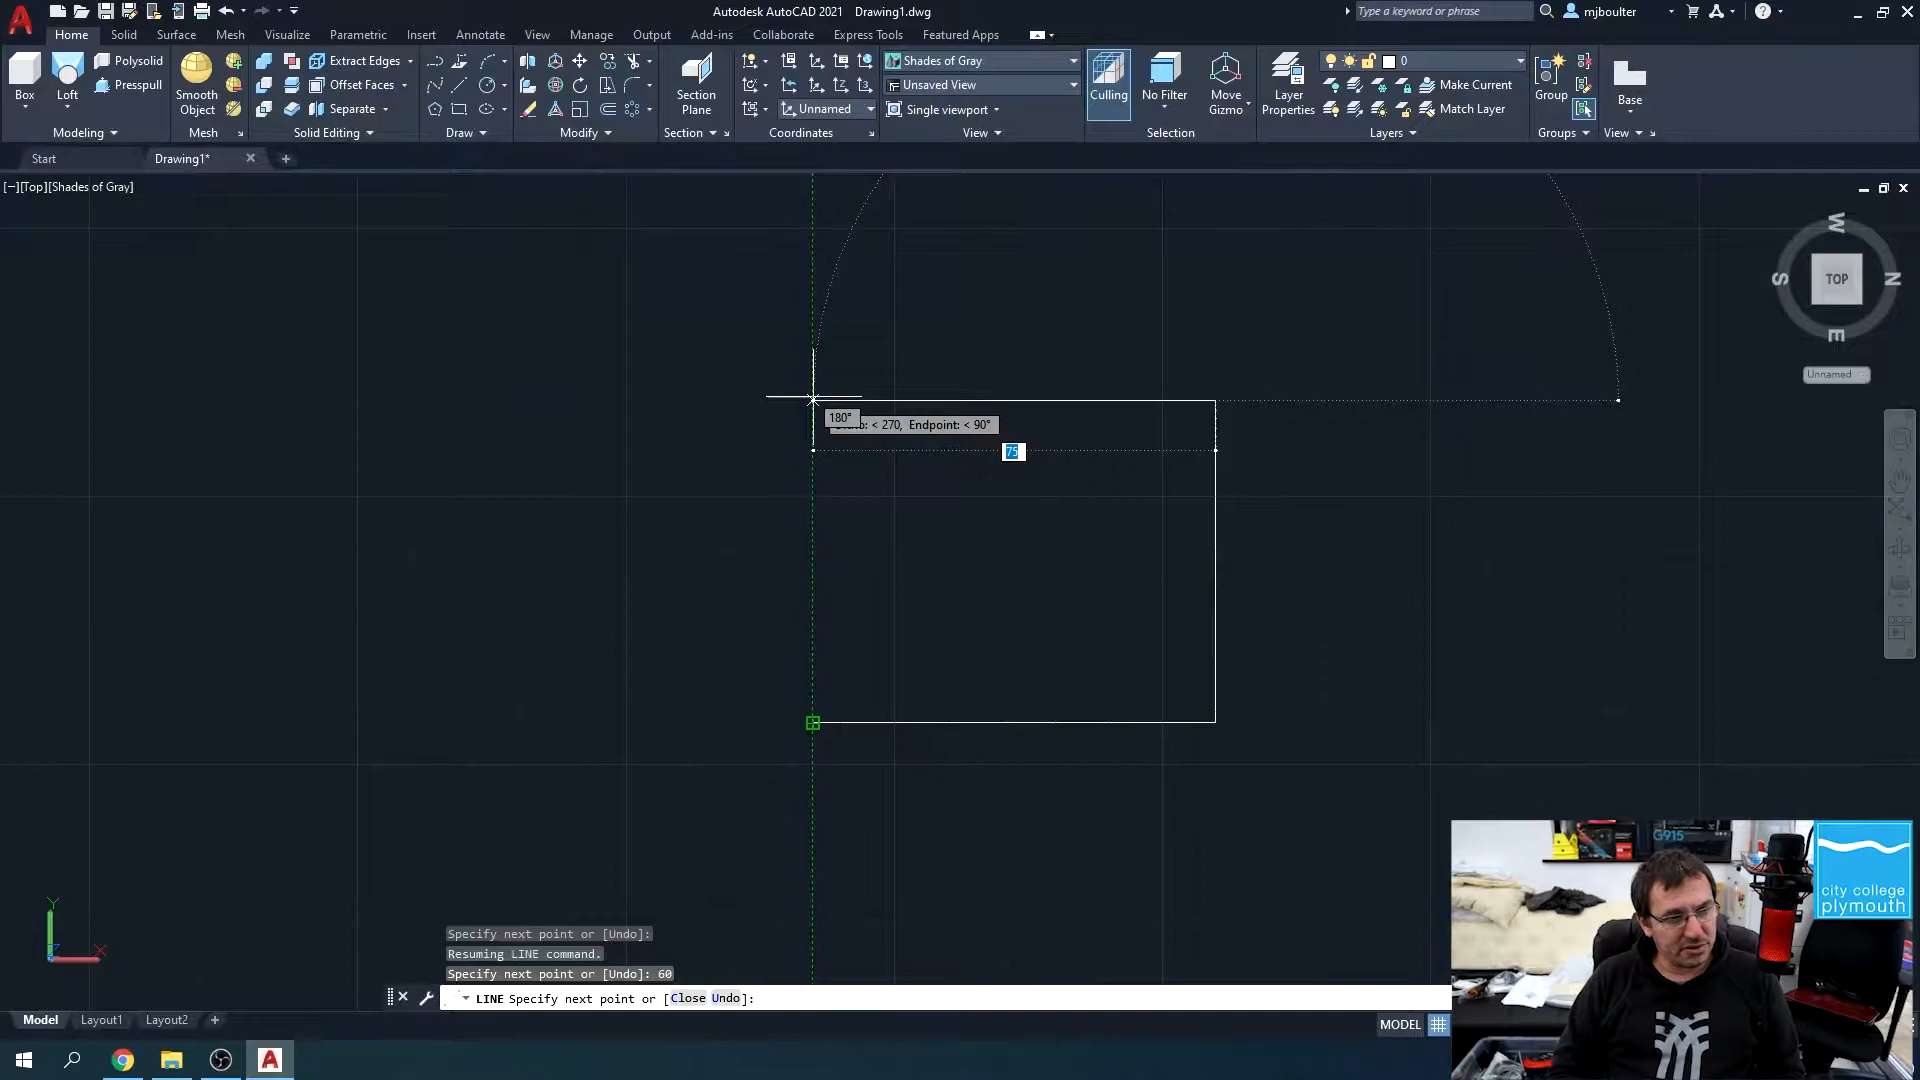 Autodesk AutoCAD 2021 Drawing1.dwg
Type a keyword or phrase
mjboulter
Home Solid Surface Mesh Visualize Parametric Insert Annotate View Manage Output Add-ins Collaborate Express Tools Featured Apps
Box
Loft
Polysolid
Presspull
Modeling
Smooth
Object
Mesh
Extract Edges
Offset Faces
Separate
Solid Editing
Draw
Modify
Section
Plane
Section
Unnamed
Coordinates
Shades of Gray
Unsaved View
Single viewport
View
Culling
No Filter
Move
Gizmo
Selection
Layer
Properties
0
Make Current
Match Layer
Layers
Group
Groups
Base
View
Start
Drawing1*
[−][Top][Shades of Gray]
W
S
TOP
N
E
Unnamed
180°
: < 270, Endpoint: < 90°
75
Y
X
Specify next point or [Undo]:
Resuming LINE command.
Specify next point or [Undo]: 60
LINE Specify next point or [Close Undo]:
Model Layout1 Layout2
MODEL
G915
city college
plymouth